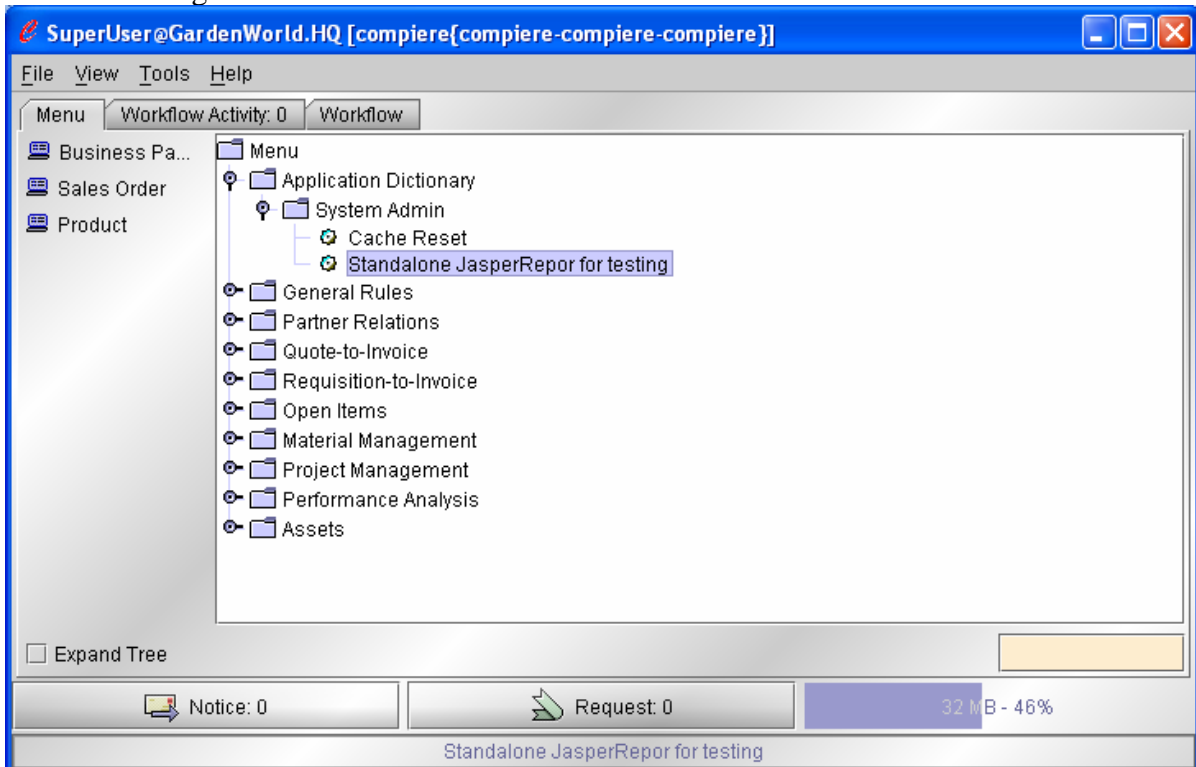 SuperUser@GardenWorld.HQ [compiere{compiere-compiere-compiere}]
File View Tools Help
Menu Workflow Activity: 0 Workflow
Business Pa...
Sales Order
Product
Menu
Application Dictionary
System Admin
Cache Reset
Standalone JasperRepor for testing
General Rules
Partner Relations
Quote-to-Invoice
Requisition-to-Invoice
Open Items
Material Management
Project Management
Performance Analysis
Assets
Expand Tree
Notice: 0 Request: 0 32 MB - 46%
Standalone JasperRepor for testing